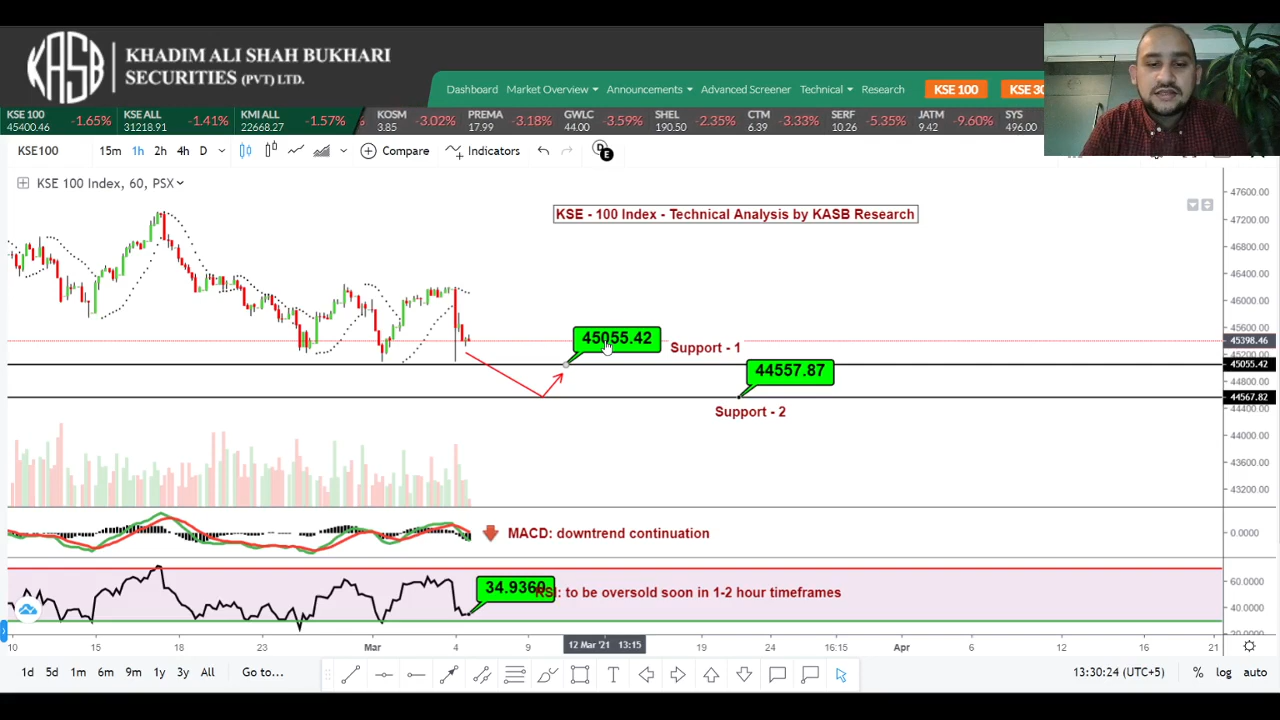 KASB
KHADIM ALI SHAH BUKHARI
SECURITIES (PVT) LTD.
Dashboard Market Overview Announcements Advanced Screener Technical Research KSE 100 KSE 30
KSE 100 -1.65% KSE ALL -1.41% KMI ALL -1.57% KOSM -3.02% PREMA -3.18% GWLC -3.59% SHEL -2.35% CTM -3.33% SERF -5.35% JATM -9.60% SYS
45400.46 31218.91 22668.27 3.85 17.99 44.00 190.50 6.39 10.26 9.42 496.00
KSE100 15m 1h 2h 4h D Compare Indicators D E
KSE 100 Index, 60, PSX
KSE - 100 Index - Technical Analysis by KASB Research
47600.00
47200.00
46800.00
46400.00
46000.00
45600.00
45398.46
45200.00
45055.42
44800.00
44567.82
44400.00
44000.00
43600.00
43200.00
45055.42
Support - 1
44557.87
Support - 2
MACD: downtrend continuation
0.0000
34.9360
RSI: to be oversold soon in 1-2 hour timeframes
60.0000
40.0000
20.0000
10 15 18 23 Mar 4 9 12 Mar '21 13:15 19 24 16:15 Apr 6 12 16 21
1d 5d 1m 6m 9m 1y 3y All Go to... T 13:30:24 (UTC+5) % log auto